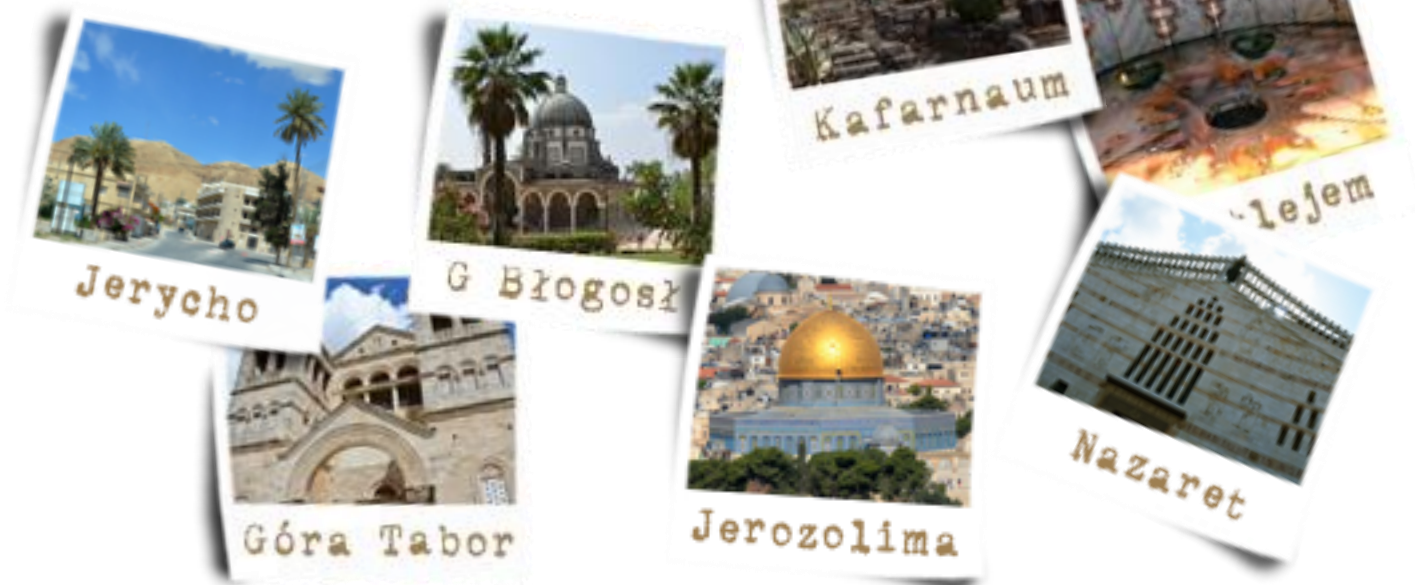 Kafarnaum
Jerycho
G Błogosł
lejem
Góra Tabor
Jerozolima
Nazaret